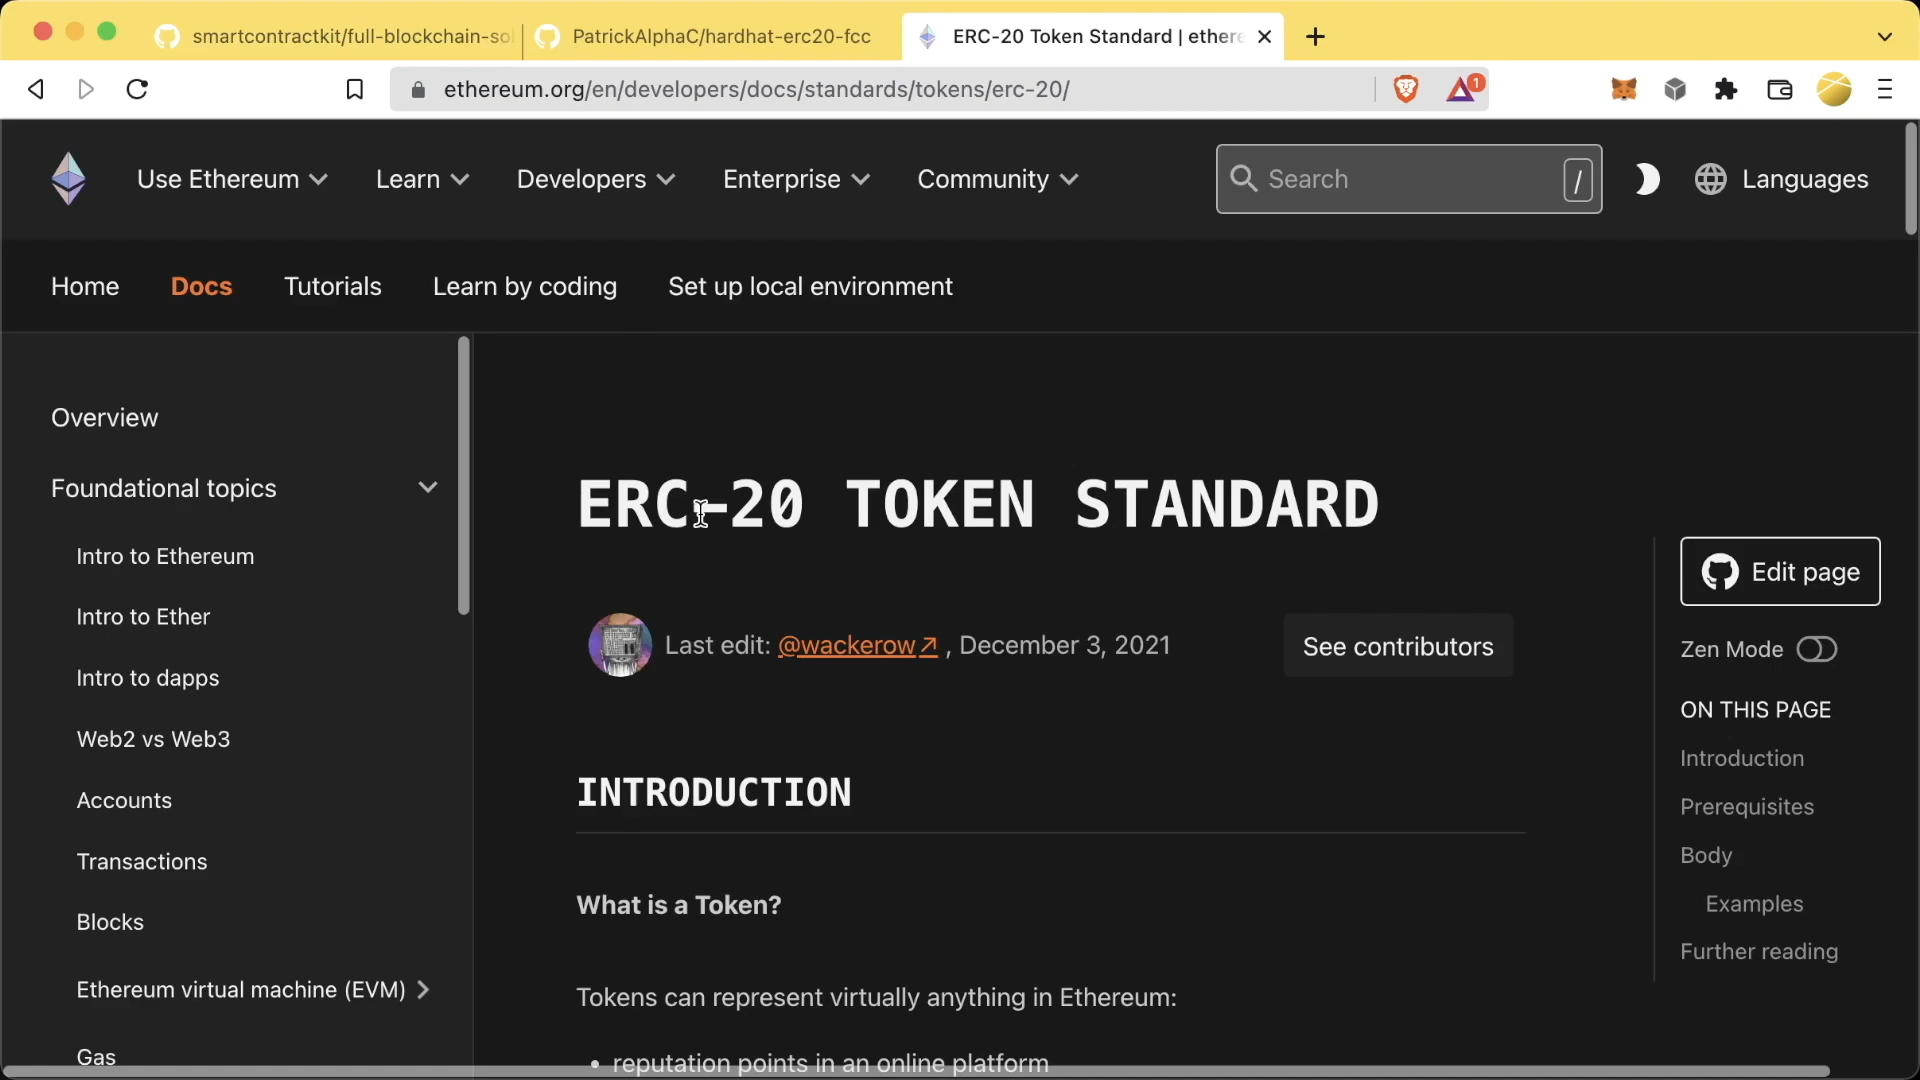 smartcontractkit/full-blockchain-sol
PatrickAlphaC/hardhat-erc20-fcc
ERC-20 Token Standard | ethere
ethereum.org/en/developers/docs/standards/tokens/erc-20/
1
Use Ethereum
Learn
Developers
Enterprise
Community
Search
/
Languages
Home
Docs
Tutorials
Learn by coding
Set up local environment
Overview
Foundational topics
Intro to Ethereum
Intro to Ether
Intro to dapps
Web2 vs Web3
Accounts
Transactions
Blocks
Ethereum virtual machine (EVM)
Gas
ERC-20 TOKEN STANDARD
Last edit: @wackerow↗ , December 3, 2021
See contributors
INTRODUCTION
What is a Token?
Tokens can represent virtually anything in Ethereum:
• reputation points in an online platform
Edit page
Zen Mode
ON THIS PAGE
Introduction
Prerequisites
Body
Examples
Further reading